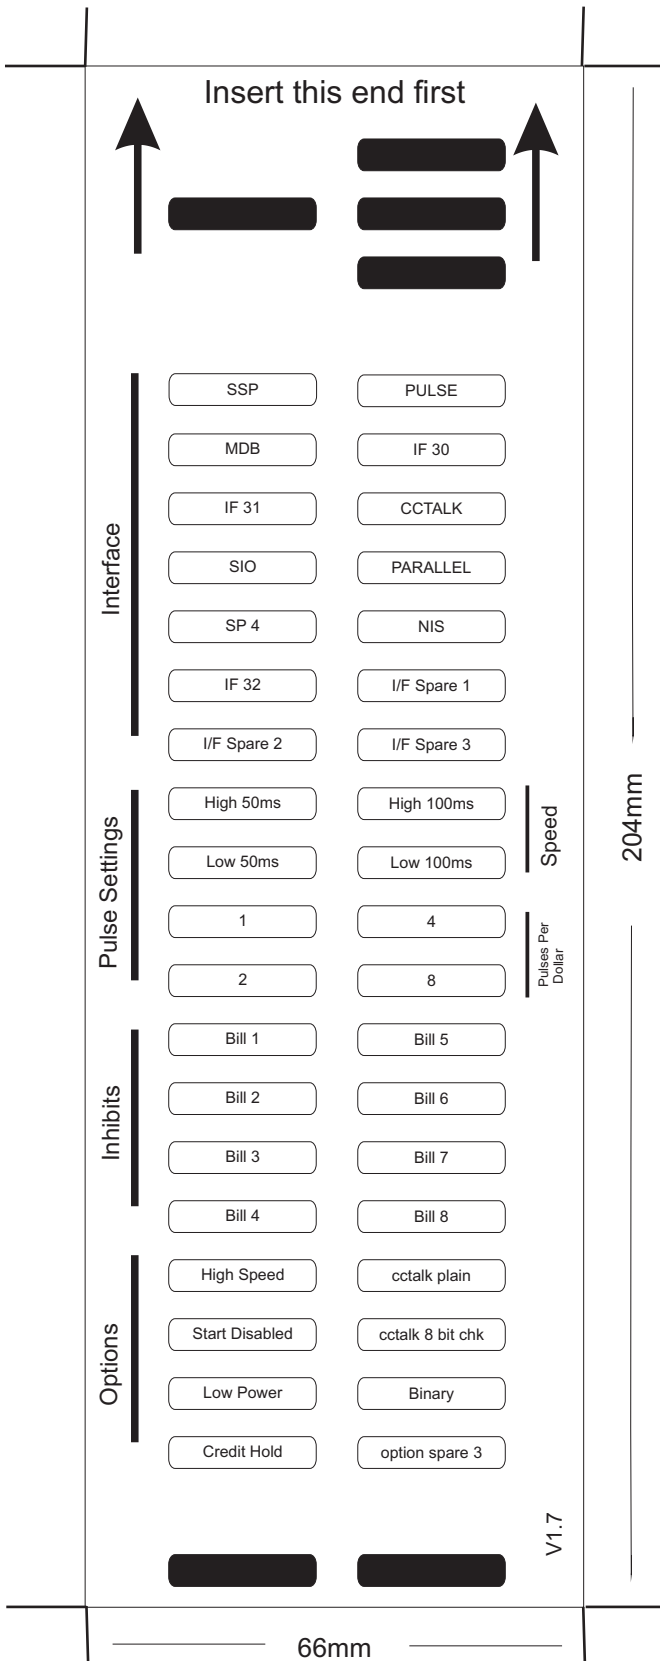 Insert this end first
Interface
SSP
PULSE
MDB
IF 30
IF 31
CCTALK
SIO
PARALLEL
SP 4
NIS
IF 32
I/F Spare 1
I/F Spare 2
I/F Spare 3
Pulse Settings
High 50ms
High 100ms
Speed
Low 50ms
Low 100ms
1
4
Pulses Per
Dollar
2
8
Inhibits
Bill 1
Bill 5
Bill 2
Bill 6
Bill 3
Bill 7
Bill 4
Bill 8
Options
High Speed
cctalk plain
Start Disabled
cctalk 8 bit chk
Low Power
Binary
Credit Hold
option spare 3
V1.7
204mm
66mm